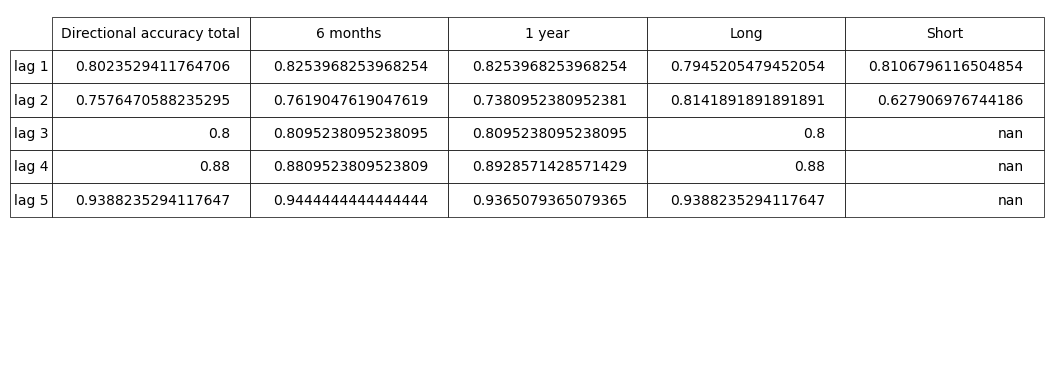 Directional accuracy total 6 months 1 year Long Short
lag 1 0.8023529411764706 0.8253968253968254 0.8253968253968254 0.7945205479452054 0.8106796116504854
lag 2 0.7576470588235295 0.7619047619047619 0.7380952380952381 0.8141891891891891 0.627906976744186
lag 3 0.8 0.8095238095238095 0.8095238095238095 0.8 nan
lag 4 0.88 0.8809523809523809 0.8928571428571429 0.88 nan
lag 5 0.9388235294117647 0.9444444444444444 0.9365079365079365 0.9388235294117647 nan